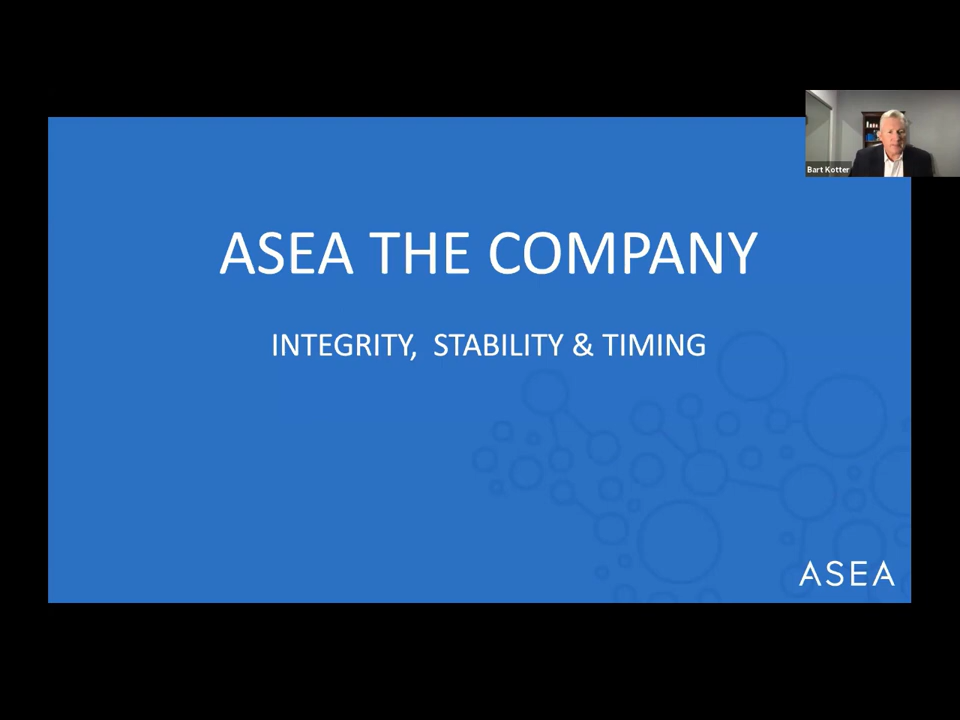 Bart Kotter
ASEA THE COMPANY
INTEGRITY, STABILITY & TIMING
ASEA